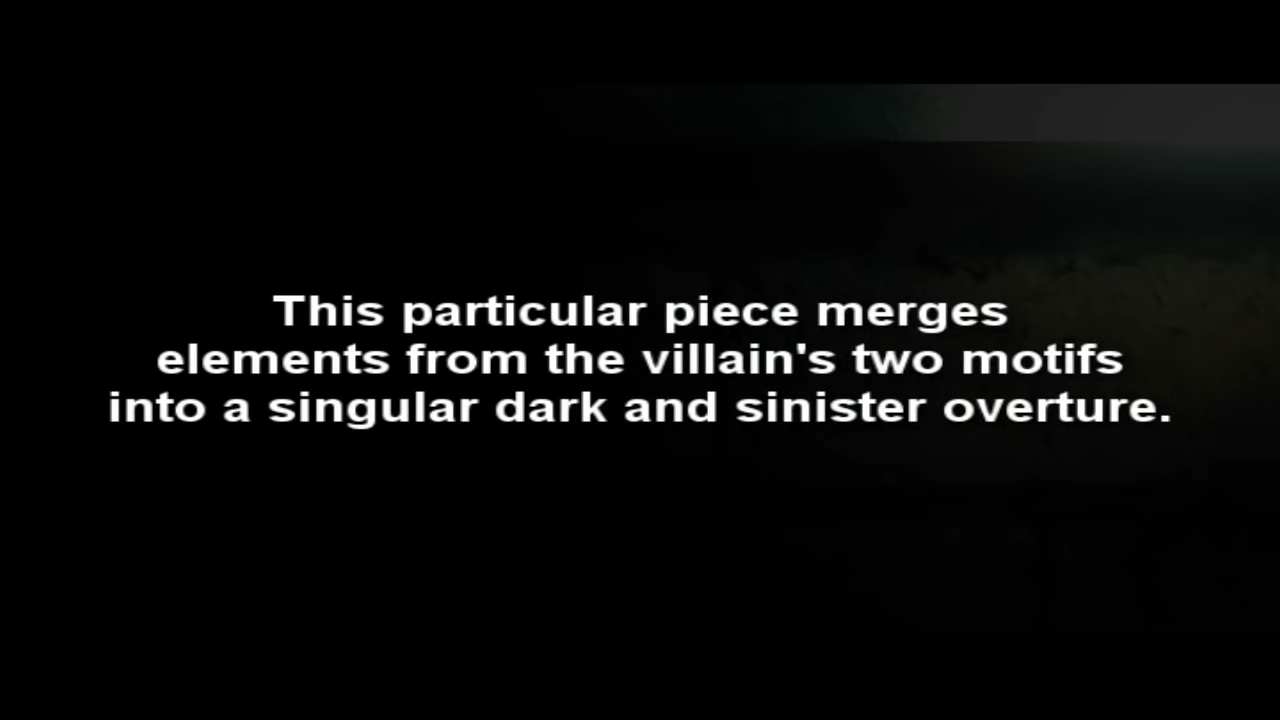 This particular piece merges
elements from the villain's two motifs
into a singular dark and sinister overture.